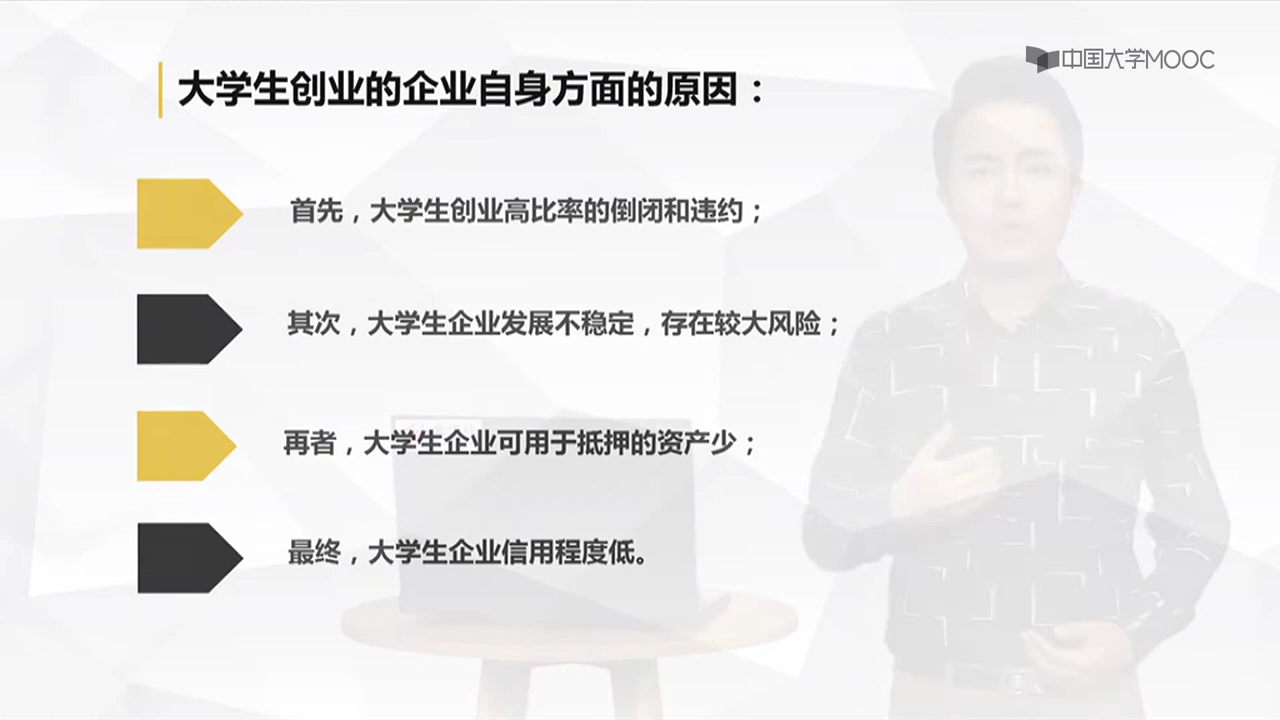 中国大学MOOC
大学生创业的企业自身方面的原因：
首先，大学生创业高比率的倒闭和违约；
其次，大学生企业发展不稳定，存在较大风险；
再者，大学生企业可用于抵押的资产少；
最终，大学生企业信用程度低。